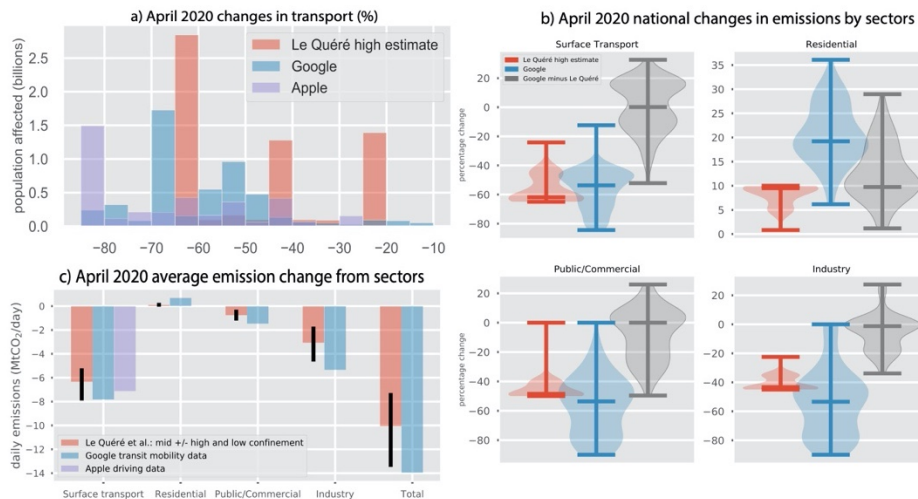 a) April 2020 changes in transport (%)
population affected (billions)
2.5
2.0
1.5
1.0
0.5
0.0
Le Quéré high estimate
Google
Apple
−80 −70 −60 −50 −40 −30 −20 −10
b) April 2020 national changes in emissions by sectors
Surface Transport
percentage change
20
0
−20
−40
−60
−80
Le Quéré high estimate
Google
Google minus Le Quéré
Residential
35
30
25
20
15
10
5
0
c) April 2020 average emission change from sectors
daily emissions (MtCO₂/day)
0
−2
−4
−6
−8
−10
−12
−14
Le Quéré et al.: mid +/- high and low confinement
Google transit mobility data
Apple driving data
Surface transport Residential Public/Commercial Industry Total
Public/Commercial
percentage change
20
0
−20
−40
−60
−80
Industry
20
0
−20
−40
−60
−80